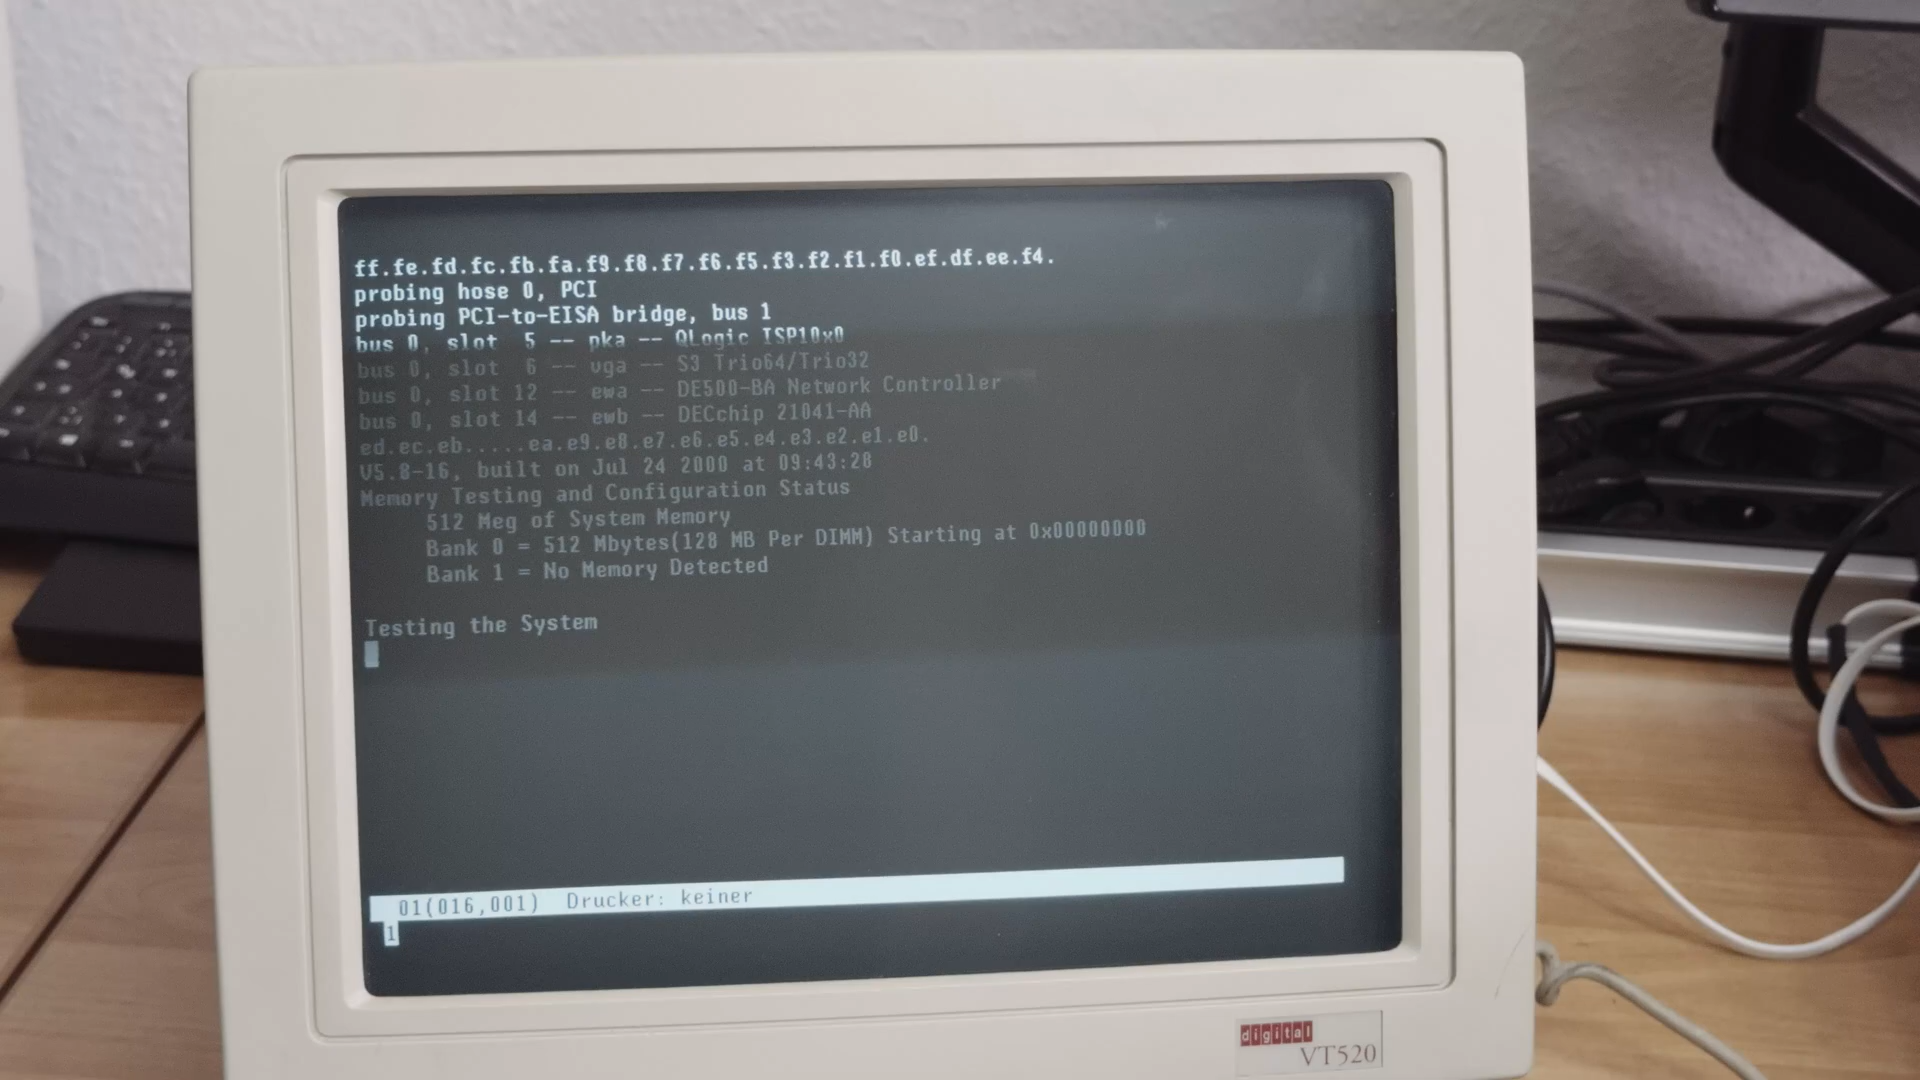 ff.fe.fd.fc.fb.fa.f9.f8.f7.f6.f5.f3.f2.f1.f0.ef.df.ee.f4.
probing hose 0, PCI
probing PCI-to-EISA bridge, bus 1
bus 0, slot  5 -- pka -- QLogic ISP10x0
bus 0, slot  6 -- vga -- S3 Trio64/Trio32
bus 0, slot 12 -- ewa -- DE500-BA Network Controller
bus 0, slot 14 -- ewb -- DECchip 21041-AA
ed.ec.eb.....ea.e9.e8.e7.e6.e5.e4.e3.e2.e1.e0.
V5.8-16, built on Jul 24 2000 at 09:43:28
Memory Testing and Configuration Status
512 Meg of System Memory
Bank 0 = 512 Mbytes(128 MB Per DIMM) Starting at 0x00000000
Bank 1 = No Memory Detected
Testing the System
01(016,001)  Drucker: keiner
1
digital
VT520